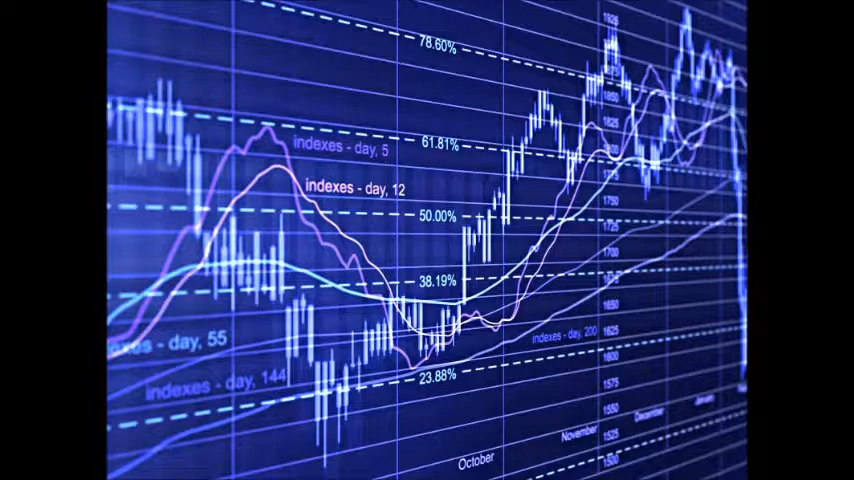 1925
78.60%
1850
1825
61.81%
indexes - day, 5
indexes - day, 12
1750
50.00%
1725
1700
38.19%
1675
1650
1625
indexes - day, 200
day, 55
1600
indexes - day, 144
23.88%
1575
1550
December
January
November
1525
October
1500